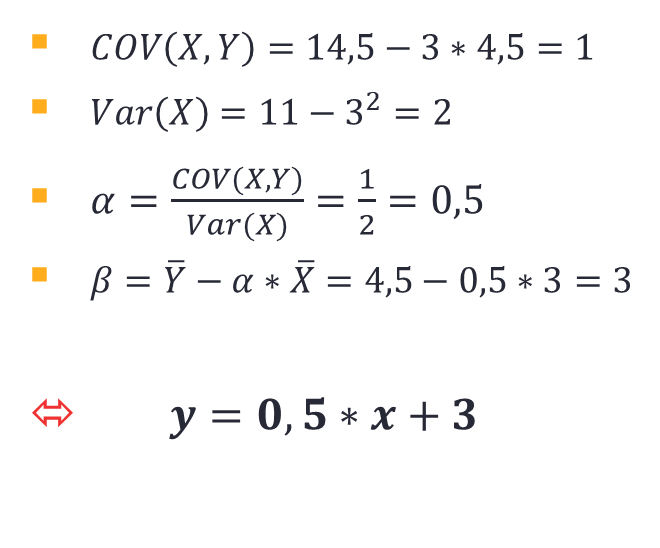 COV(X,Y) = 14,5 − 3 ∗ 4,5 = 1
Var(X) = 11 − 3² = 2
α = COV(X,Y)/Var(X) = 1/2 = 0,5
β = Ȳ − α ∗ X̄ = 4,5 − 0,5 ∗ 3 = 3
⇔ y = 0,5 ∗ x + 3